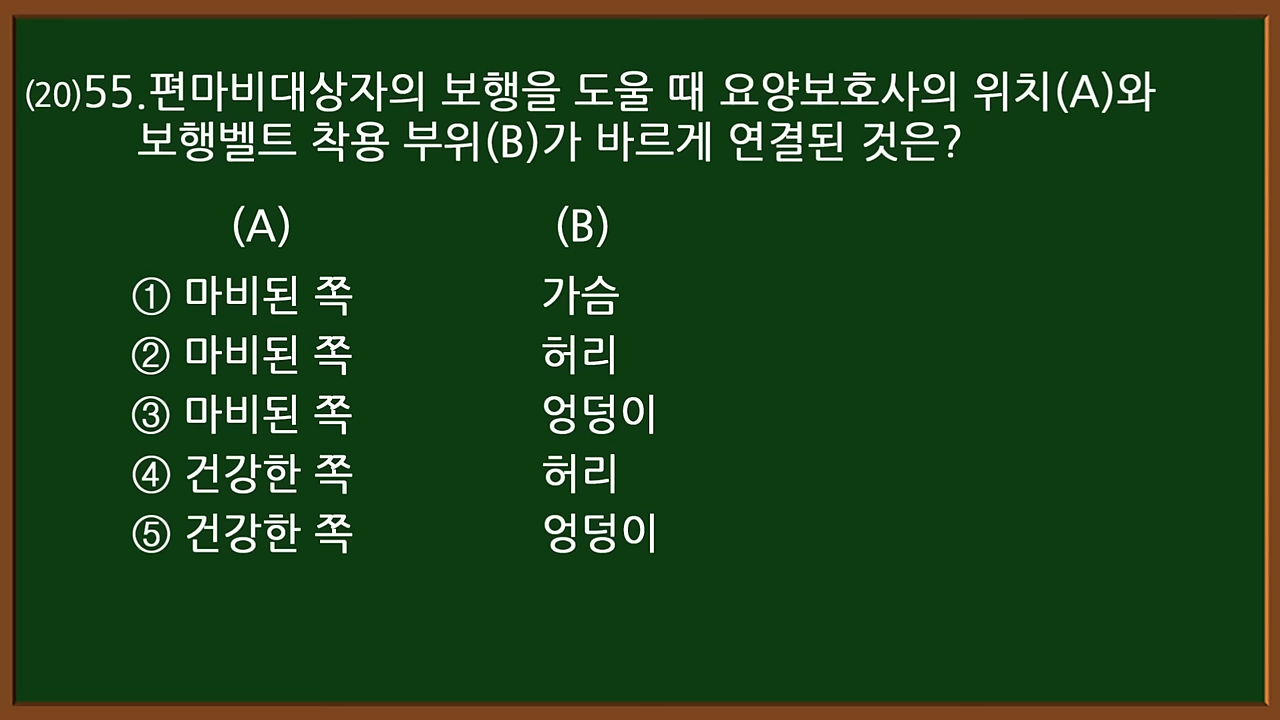 (20)55.편마비대상자의 보행을 도울 때 요양보호사의 위치(A)와
보행벨트 착용 부위(B)가 바르게 연결된 것은?
(A) (B)
① 마비된 쪽 가슴
② 마비된 쪽 허리
③ 마비된 쪽 엉덩이
④ 건강한 쪽 허리
⑤ 건강한 쪽 엉덩이